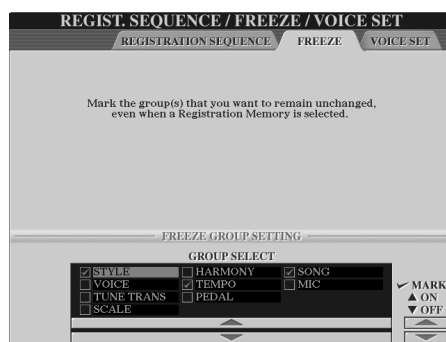 REGIST. SEQUENCE / FREEZE / VOICE SET
REGISTRATION SEQUENCE FREEZE VOICE SET
Mark the group(s) that you want to remain unchanged,
even when a Registration Memory is selected.
FREEZE GROUP SETTING
GROUP SELECT
STYLE HARMONY SONG
VOICE TEMPO MIC
TUNE TRANS PEDAL
SCALE
MARK
▲ ON
▼ OFF